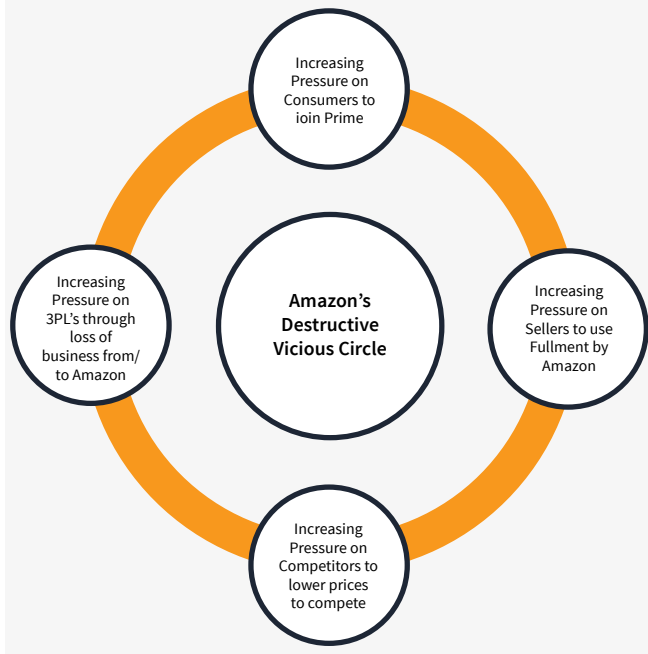 Increasing
Pressure on
Consumers to
ioin Prime
Increasing
Pressure on
3PL's through
loss of
business from/
to Amazon
Amazon's
Destructive
Vicious Circle
Increasing
Pressure on
Sellers to use
Fullment by
Amazon
Increasing
Pressure on
Competitors to
lower prices
to compete